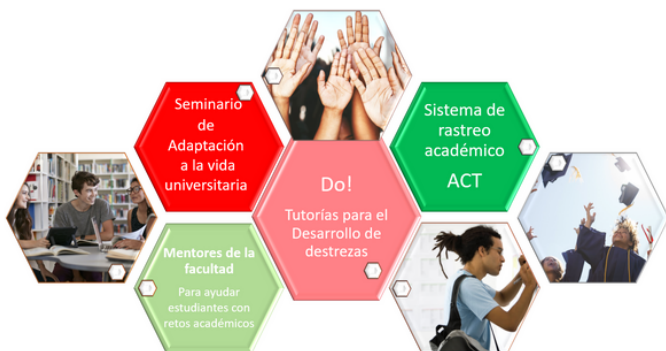 Seminario
de
Adaptación
a la vida
universitaria
Sistema de
rastreo
académico
ACT
Do!
Tutorías para el
Desarrollo de
destrezas
Mentores de la
facultad
Para ayudar
estudiantes con
retos académicos